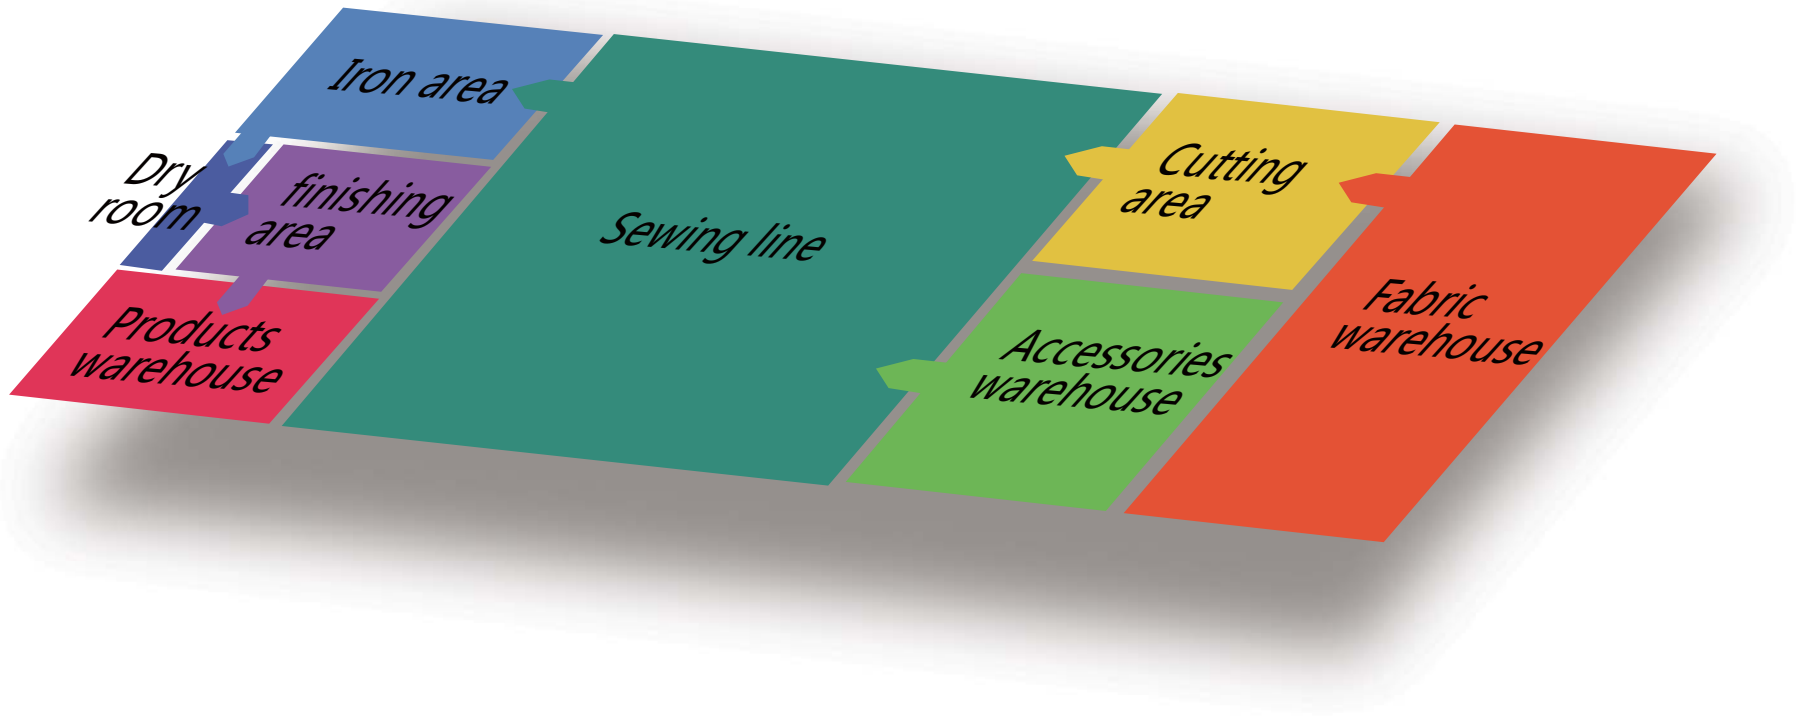 Iron area
Dry
room
finishing
area
Products
warehouse
Sewing line
Cutting
area
Accessories
warehouse
Fabric
warehouse